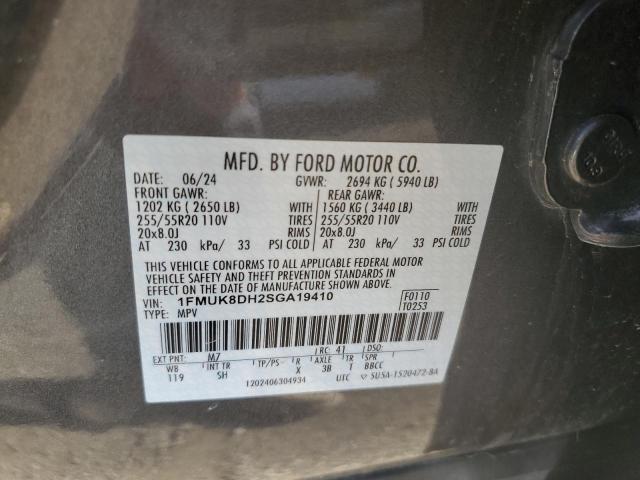 MFD. BY FORD MOTOR CO.
DATE: 06/24 GVWR: 2694 KG ( 5940 LB)
FRONT GAWR: REAR GAWR:
1202 KG ( 2650 LB) WITH 1560 KG ( 3440 LB) WITH
255/55R20 110V TIRES 255/55R20 110V TIRES
20x8.0J RIMS 20x8.0J RIMS
AT 230 kPa/ 33 PSI COLD AT 230 kPa/ 33 PSI COLD
THIS VEHICLE CONFORMS TO ALL APPLICABLE FEDERAL MOTOR
VEHICLE SAFETY AND THEFT PREVENTION STANDARDS IN
EFFECT ON THE DATE OF MANUFACTURE SHOWN ABOVE.
VIN: 1FMUK8DH2SGA19410 F0110
TYPE: MPV T0253
EXT PNT: M7 RC: 41 DSO:
WB INT TR TP/PS R AXLE TR SPR
119 SH X 3B T BBCC
1202406304934 UTC 5U5A-1520472-BA